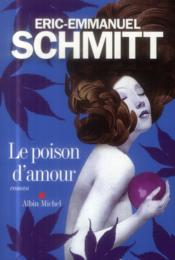 ERIC-EMMANUEL
SCHMITT
Le poison
d'amour
roman
Albin Michel